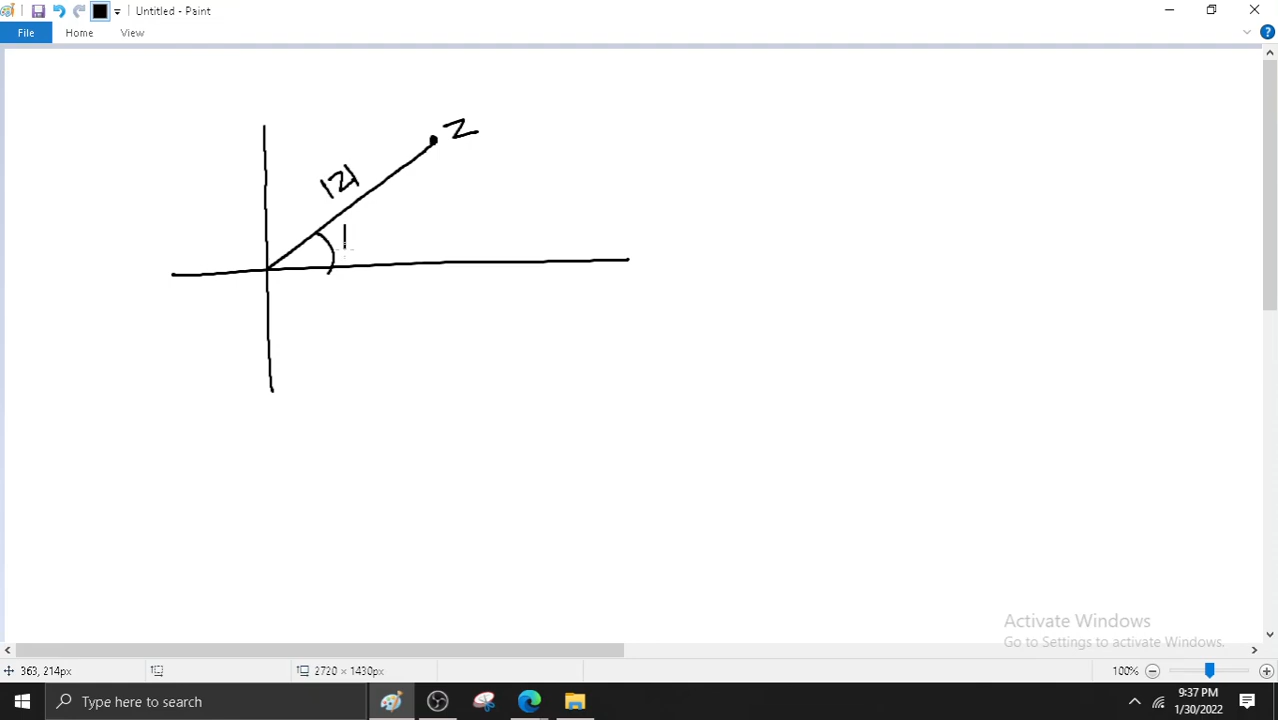 Untitled - Paint
File Home View
Z
|z|
Activate Windows
Go to Settings to activate Windows.
363, 214px
2720 × 1430px
100%
Type here to search
9:37 PM
1/30/2022